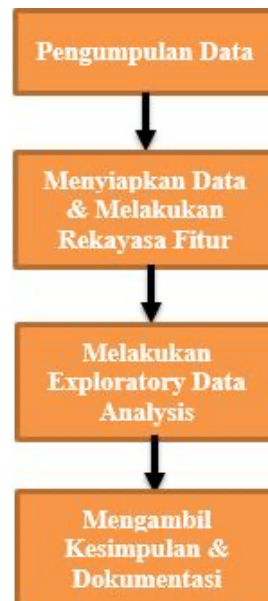 Pengumpulan Data
Menyiapkan Data
& Melakukan
Rekayasa Fitur
Melakukan
Exploratory Data
Analysis
Mengambil
Kesimpulan &
Dokumentasi